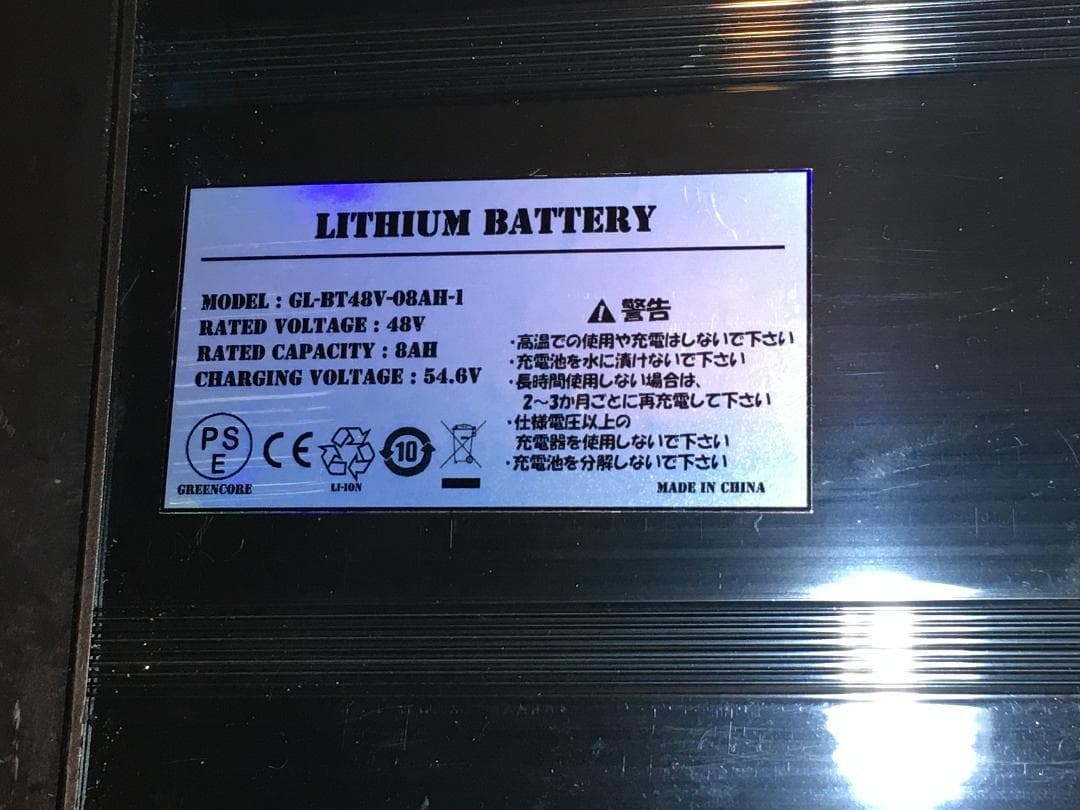 LITHIUM BATTERY
MODEL : GL-BT48V-08AH-1
RATED VOLTAGE : 48V
RATED CAPACITY : 8AH
CHARGING VOLTAGE : 54.6V
PS
E
GREENCORE
CE
LI-ION
10
警告
・高温での使用や充電はしないで下さい
・充電池を水に漬けないで下さい
・長時間使用しない場合は、
2〜3か月ごとに再充電して下さい
・仕様電圧以上の
充電器を使用しないで下さい
・充電池を分解しないで下さい
MADE IN CHINA